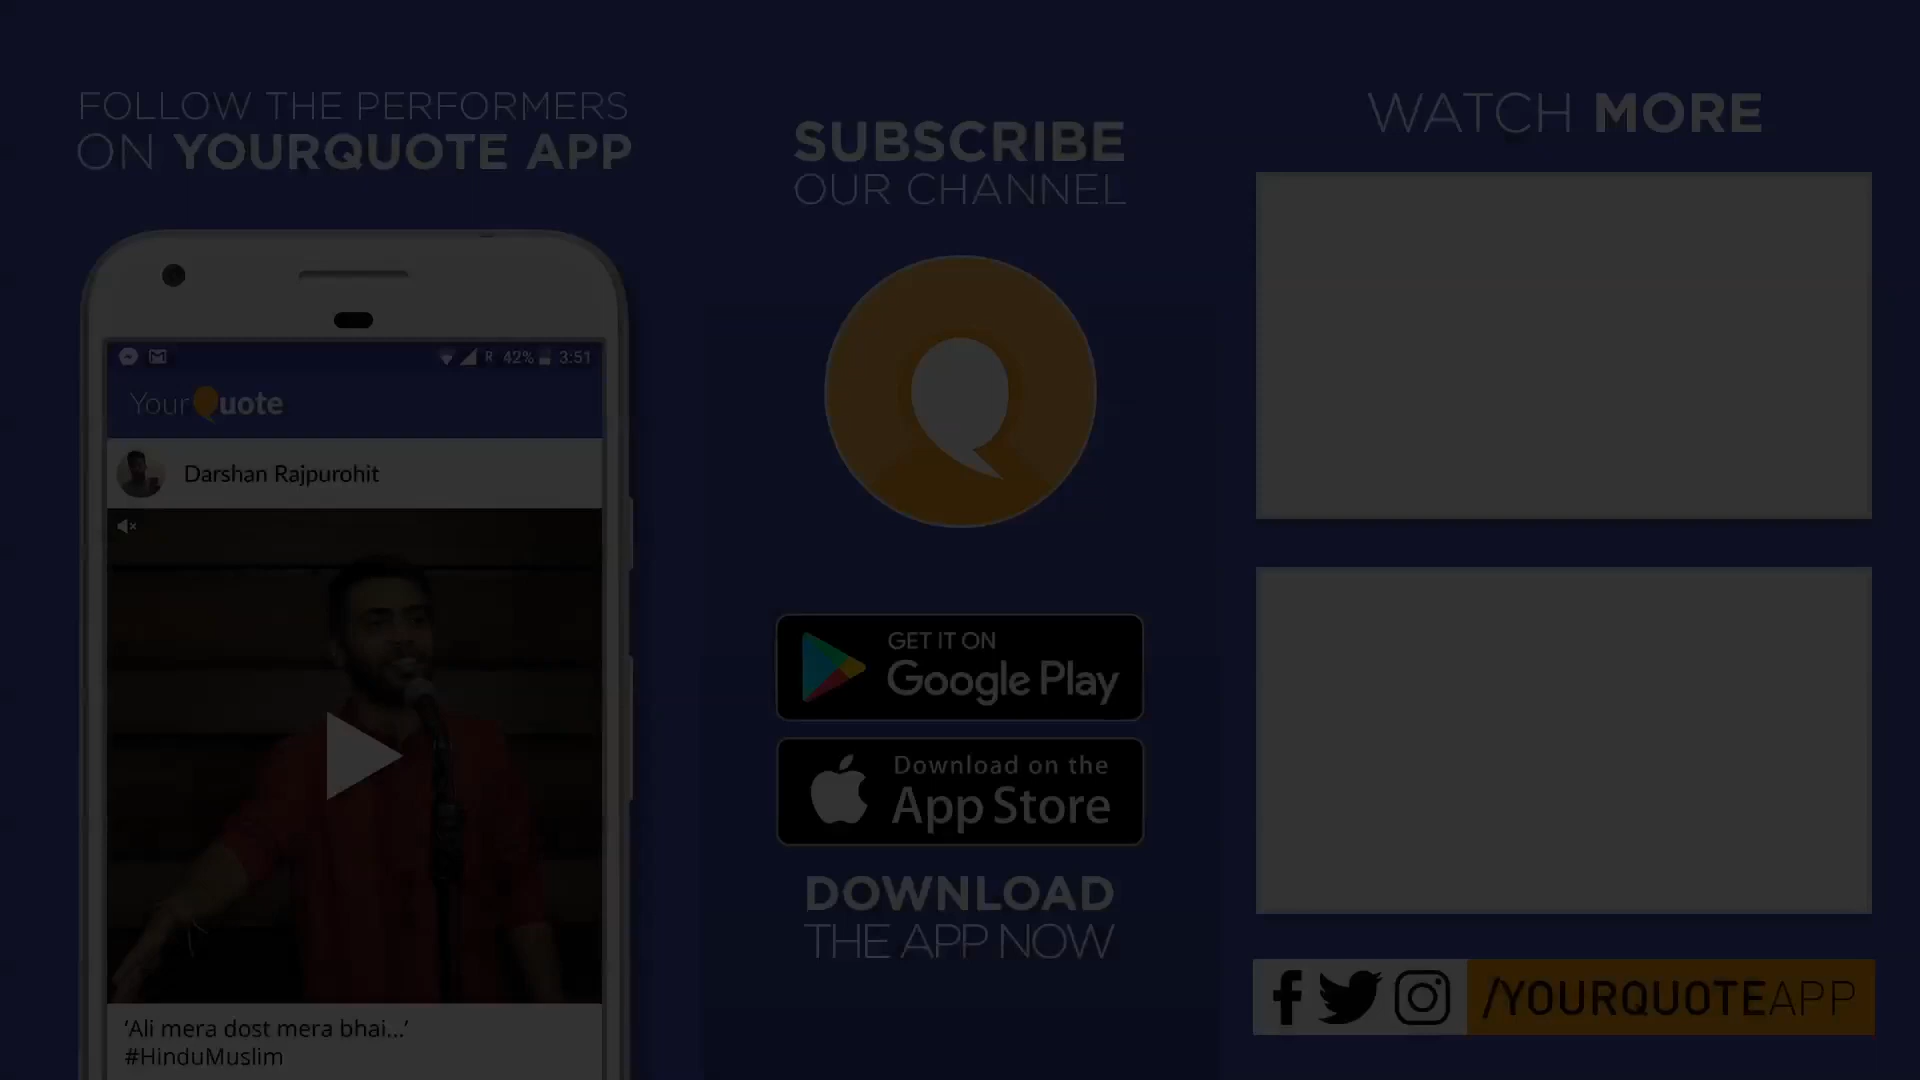 FOLLOW THE PERFORMERS
ON YOURQUOTE APP
R 42% 3:51
YourQuote
Darshan Rajpurohit
'Ali mera dost mera bhai...'
#HinduMuslim
SUBSCRIBE
OUR CHANNEL
GET IT ON
Google Play
Download on the
App Store
DOWNLOAD
THE APP NOW
WATCH MORE
/YOURQUOTEAPP